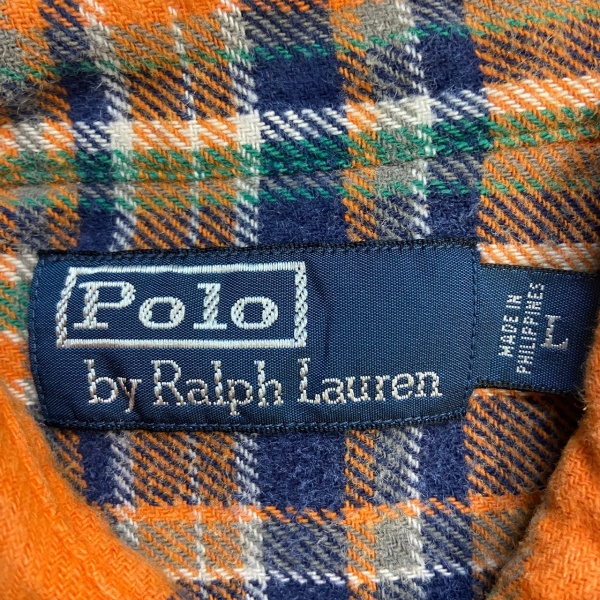 Polo
by Ralph Lauren
MADE IN
PHILIPPINES
L